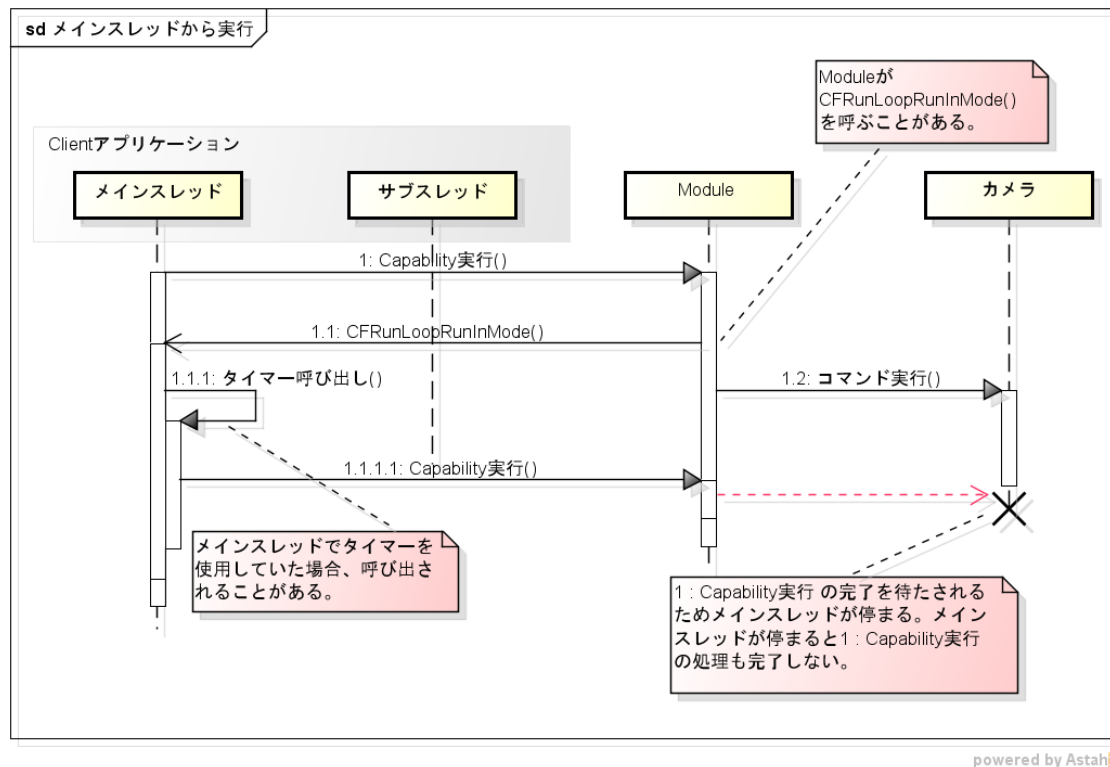 sd メインスレッドから実行
Moduleが
CFRunLoopRunInMode()
を呼ぶことがある。
Clientアプリケーション
メインスレッド
サブスレッド
Module
カメラ
1: Capability実行()
1.1: CFRunLoopRunInMode()
1.1.1: タイマー呼び出し()
1.2: コマンド実行()
1.1.1.1: Capability実行()
メインスレッドでタイマーを
使用していた場合、呼び出さ
れることがある。
1 : Capability実行 の完了を待たされる
ためメインスレッドが停まる。メイン
スレッドが停まると1 : Capability実行
の処理も完了しない。
powered by Astah